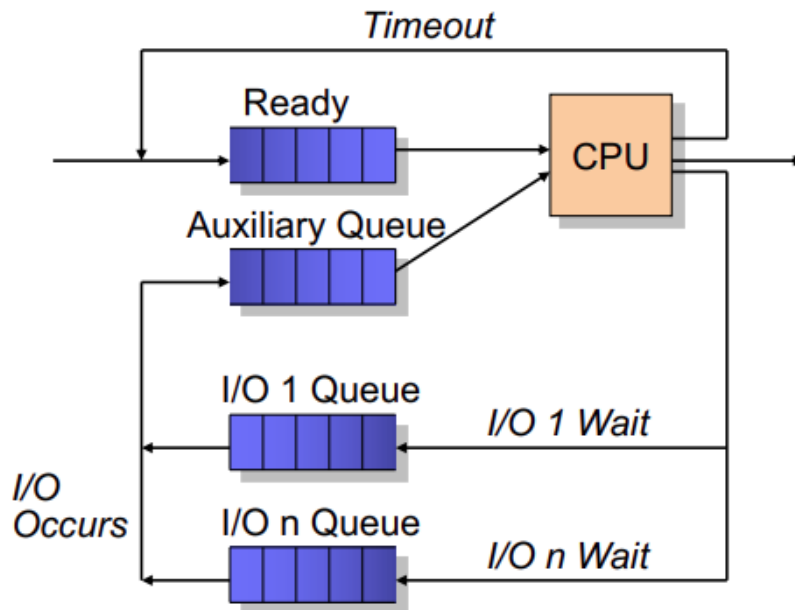 Timeout
Ready
CPU
Auxiliary Queue
I/O 1 Queue
I/O 1 Wait
I/O
Occurs
I/O n Queue
I/O n Wait